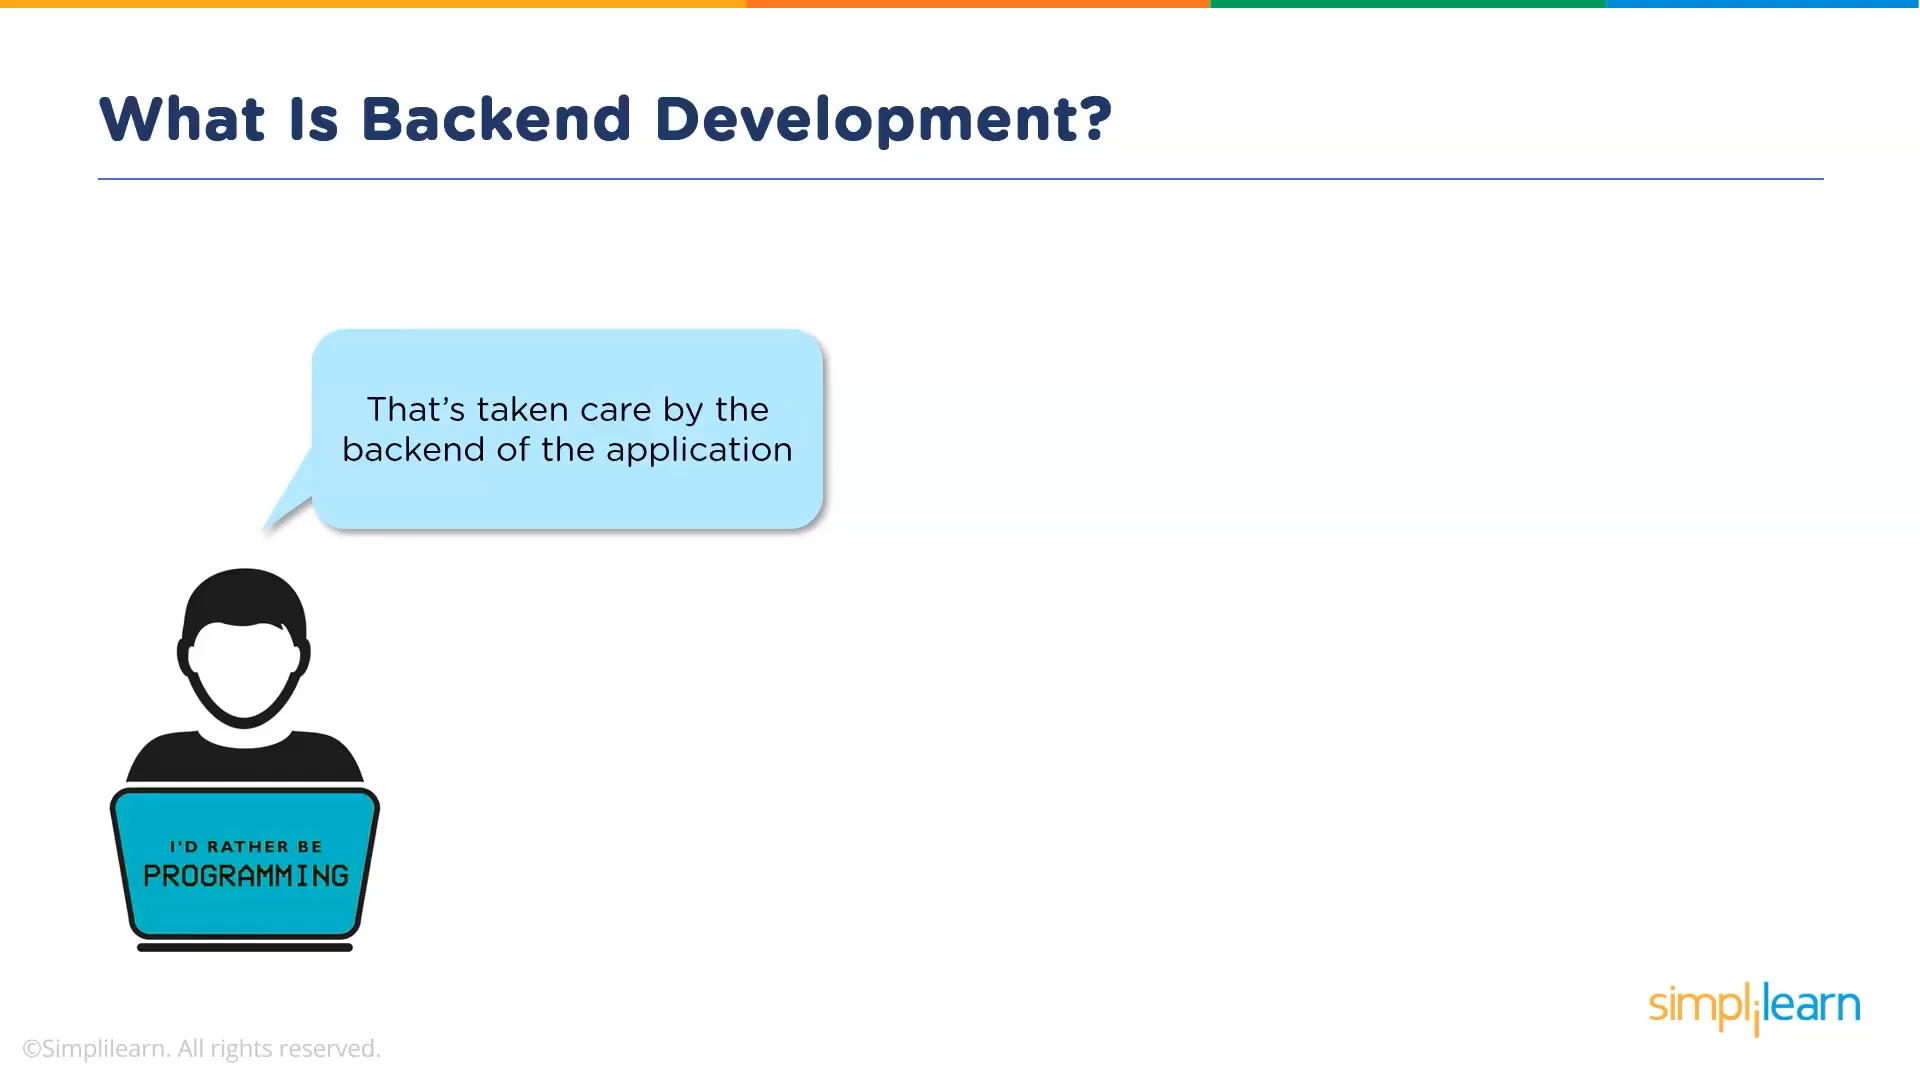 What Is Backend Development?
That's taken care by the
backend of the application
I'D RATHER BE
PROGRAMMING
simplilearn
©Simplilearn. All rights reserved.